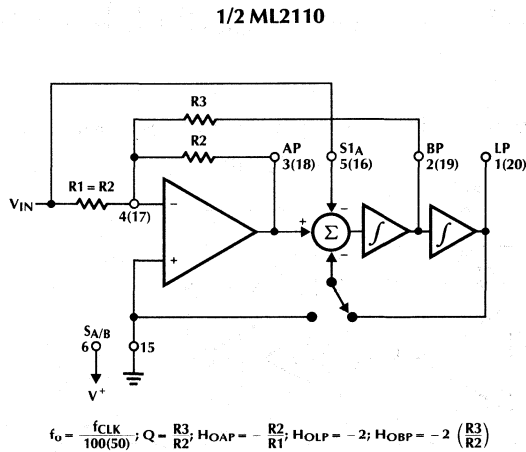 1/2 ML2110
R3
R2
AP
3(18)
S1A
5(16)
BP
2(19)
LP
1(20)
R1 = R2
VIN
4(17)
−
+
+
−
Σ
−
∫
∫
SA/B
6
15
V+
fo = fCLK / 100(50) ; Q = R3 / R2 ; HOAP = − R2 / R1 ; HOLP = −2; HOBP = −2 (R3 / R2)